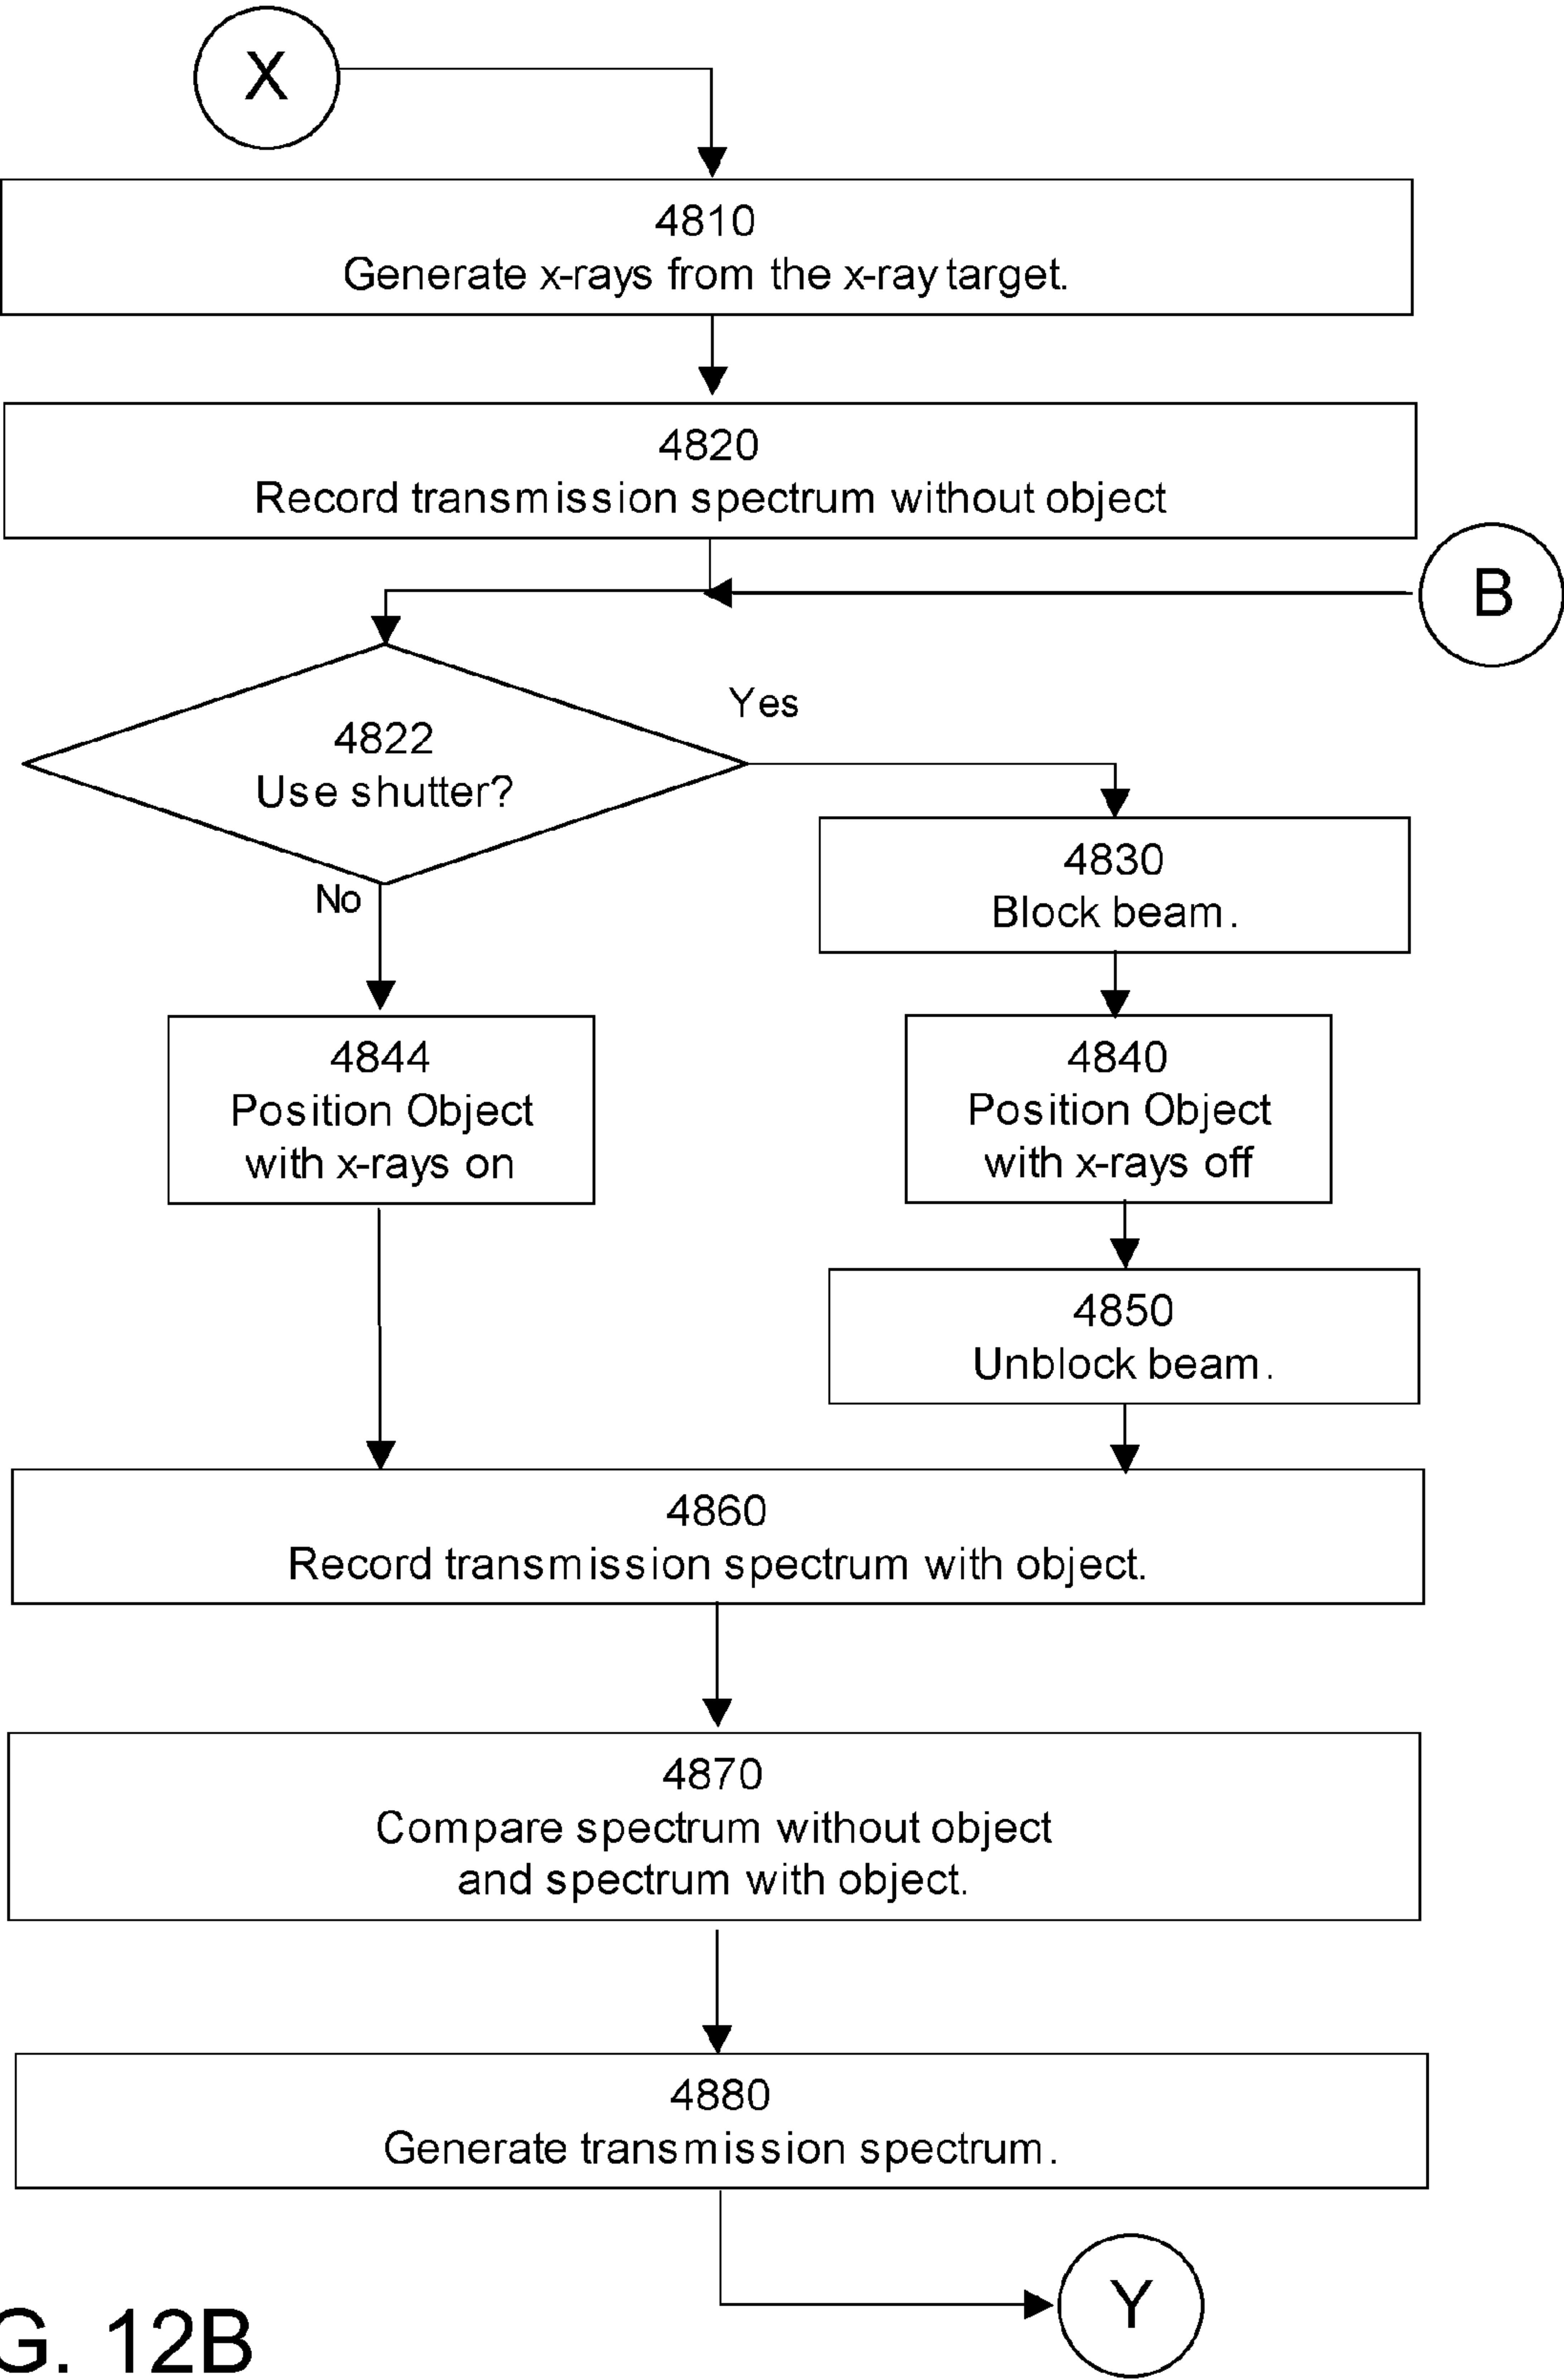 X
4810
Generate x-rays from the x-ray target.
4820
Record transmission spectrum without object
B
4822
Use shutter?
Yes
No
4830
Block beam.
4844
Position Object
with x-rays on
4840
Position Object
with x-rays off
4850
Unblock beam.
4860
Record transmission spectrum with object.
4870
Compare spectrum without object
and spectrum with object.
4880
Generate transmission spectrum.
Y
G. 12B